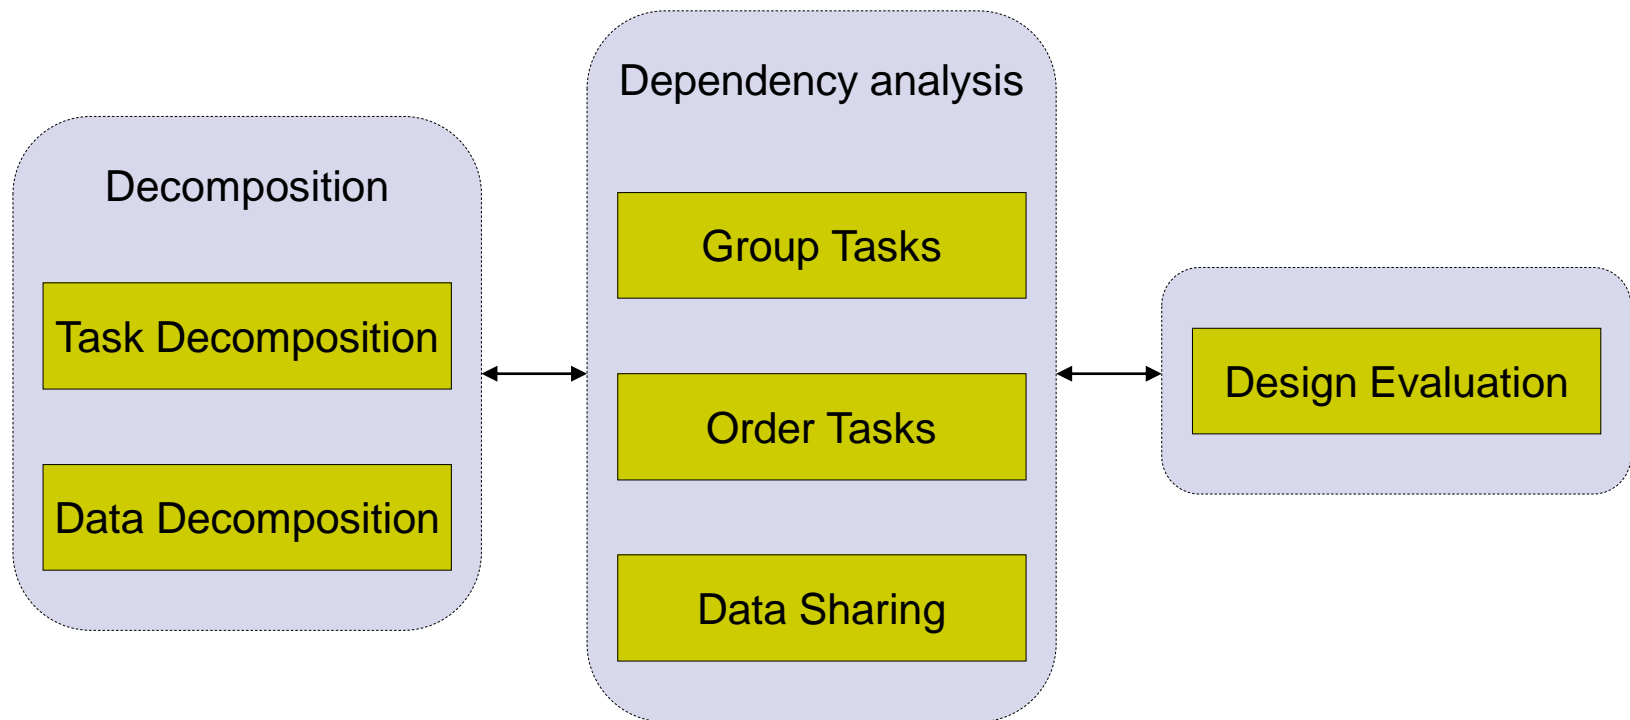 Decomposition
Task Decomposition
Data Decomposition
Dependency analysis
Group Tasks
Order Tasks
Data Sharing
Design Evaluation